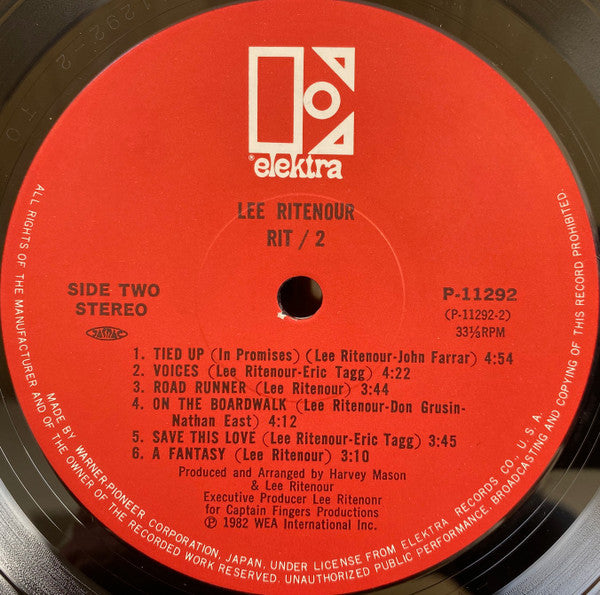 11292-2 TO
elektra
LEE RITENOUR
RIT / 2
SIDE TWO
STEREO
JASRAC
P-11292
(P-11292-2)
33⅓RPM
1. TIED UP (In Promises) (Lee Ritenour-John Farrar) 4:54
2. VOICES (Lee Ritenour-Eric Tagg) 4:22
3. ROAD RUNNER (Lee Ritenour) 3:44
4. ON THE BOARDWALK (Lee Ritenour-Don Grusin-
Nathan East) 4:12
5. SAVE THIS LOVE (Lee Ritenour-Eric Tagg) 3:45
6. A FANTASY (Lee Ritenour) 3:10
Produced and Arranged by Harvey Mason
& Lee Ritenour
Executive Producer Lee Ritenonr
for Captain Fingers Productions
℗ 1982 WEA International Inc.
MADE BY WARNER-PIONEER CORPORATION, JAPAN, UNDER LICENSE FROM ELEKTRA RECORDS CO., U.S.A.
ALL RIGHTS OF THE MANUFACTURER AND OF THE OWNER OF THE RECORDED WORK RESERVED. UNAUTHORIZED PUBLIC PERFORMANCE, BROADCASTING AND COPYING OF THIS RECORD PROHIBITED.